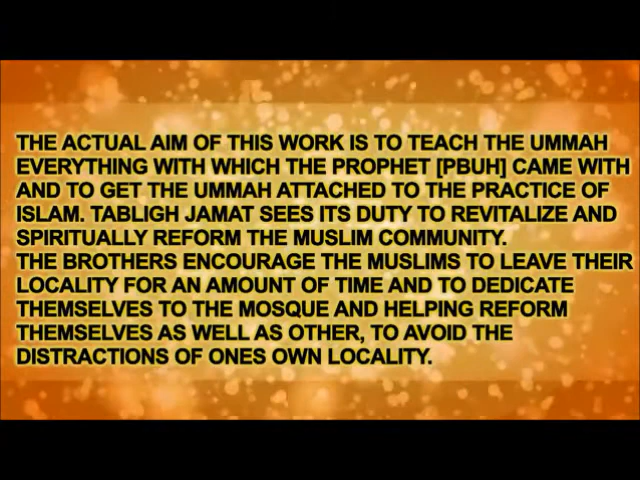 THE ACTUAL AIM OF THIS WORK IS TO TEACH THE UMMAH
EVERYTHING WITH WHICH THE PROPHET [PBUH] CAME WITH
AND TO GET THE UMMAH ATTACHED TO THE PRACTICE OF
ISLAM. TABLIGH JAMAT SEES ITS DUTY TO REVITALIZE AND
SPIRITUALLY REFORM THE MUSLIM COMMUNITY.
THE BROTHERS ENCOURAGE THE MUSLIMS TO LEAVE THEIR
LOCALITY FOR AN AMOUNT OF TIME AND TO DEDICATE
THEMSELVES TO THE MOSQUE AND HELPING REFORM
THEMSELVES AS WELL AS OTHER, TO AVOID THE
DISTRACTIONS OF ONES OWN LOCALITY.